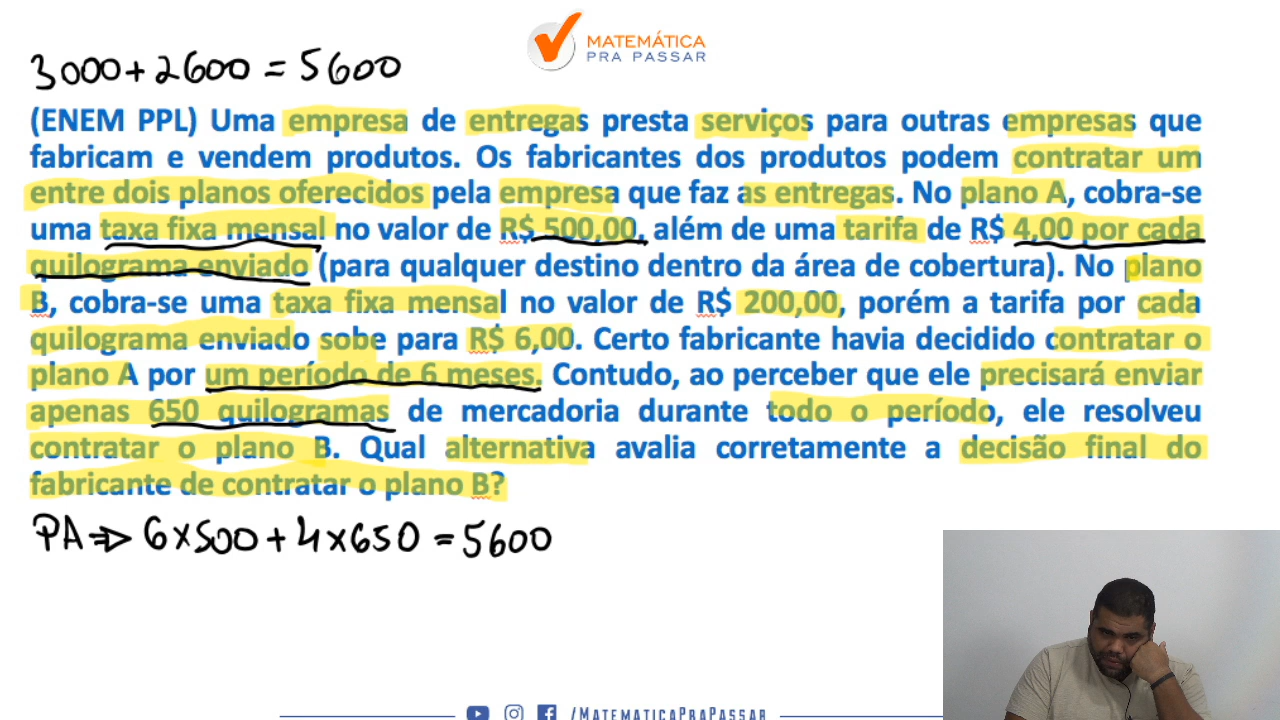 MATEMÁTICA
PRA PASSAR
3000+2600=5600
(ENEM PPL) Uma empresa de entregas presta serviços para outras empresas que
fabricam e vendem produtos. Os fabricantes dos produtos podem contratar um
entre dois planos oferecidos pela empresa que faz as entregas. No plano A, cobra-se
uma taxa fixa mensal no valor de R$ 500,00, além de uma tarifa de R$ 4,00 por cada
quilograma enviado (para qualquer destino dentro da área de cobertura). No plano
B, cobra-se uma taxa fixa mensal no valor de R$ 200,00, porém a tarifa por cada
quilograma enviado sobe para R$ 6,00. Certo fabricante havia decidido contratar o
plano A por um período de 6 meses. Contudo, ao perceber que ele precisará enviar
apenas 650 quilogramas de mercadoria durante todo o período, ele resolveu
contratar o plano B. Qual alternativa avalia corretamente a decisão final do
fabricante de contratar o plano B?
PA⇒ 6×500+4×650=5600
/MATEMATICAPRAPASSAR